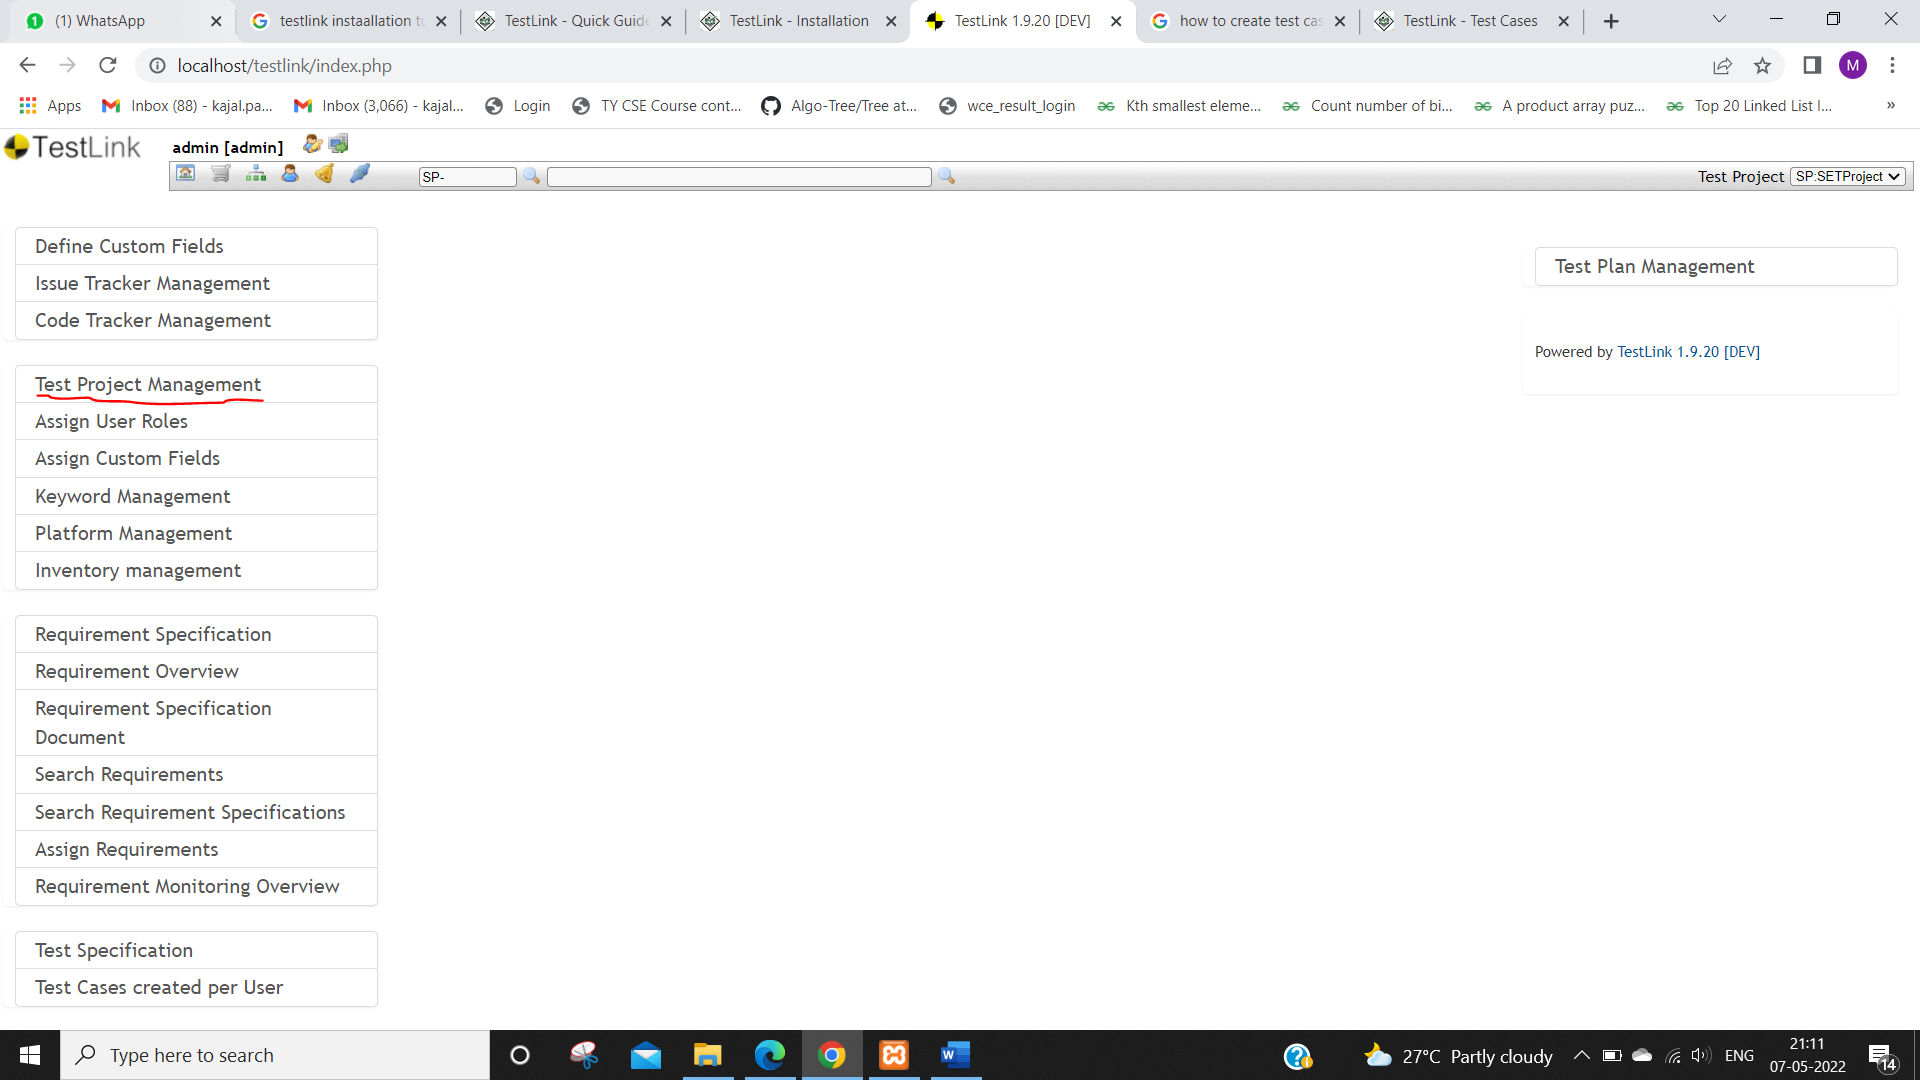 (1) WhatsApp
testlink instaallation tu
TestLink - Quick Guide
TestLink - Installation
TestLink 1.9.20 [DEV]
how to create test cas
TestLink - Test Cases
localhost/testlink/index.php
M
Apps
Inbox (88) - kajal.pa...
Inbox (3,066) - kajal...
Login
TY CSE Course cont...
Algo-Tree/Tree at...
wce_result_login
Kth smallest eleme...
Count number of bi...
A product array puz...
Top 20 Linked List I...
»
TestLink
admin [admin]
SP-
Test Project SP:SETProject
Define Custom Fields
Issue Tracker Management
Code Tracker Management
Test Project Management
Assign User Roles
Assign Custom Fields
Keyword Management
Platform Management
Inventory management
Requirement Specification
Requirement Overview
Requirement Specification
Document
Search Requirements
Search Requirement Specifications
Assign Requirements
Requirement Monitoring Overview
Test Specification
Test Cases created per User
Test Plan Management
Powered by TestLink 1.9.20 [DEV]
Type here to search
27°C Partly cloudy
ENG
21:11
07-05-2022
14